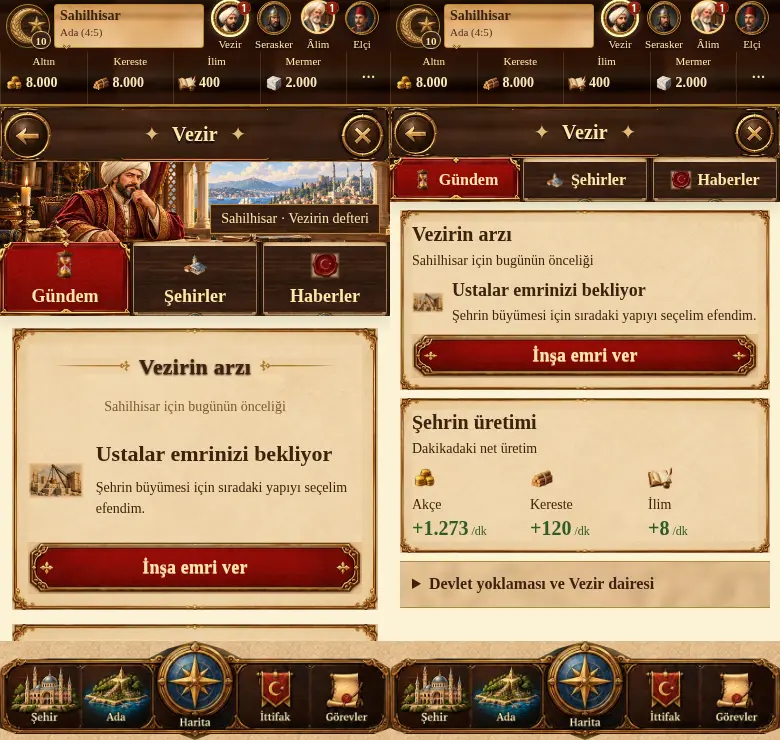 Sahilhisar
Ada (4:5)
10
1
1
Vezir
Serasker
Âlim
Elçi
Altın
Kereste
İlim
Mermer
8.000
8.000
400
2.000
...
Vezir
Sahilhisar · Vezirin defteri
Gündem
Şehirler
Haberler
Vezirin arzı
Sahilhisar için bugünün önceliği
Ustalar emrinizi bekliyor
Şehrin büyümesi için sıradaki yapıyı seçelim
efendim.
İnşa emri ver
Şehir
Ada
Harita
İttifak
Görevler
Sahilhisar
Ada (4:5)
10
1
1
Vezir
Serasker
Âlim
Elçi
Altın
Kereste
İlim
Mermer
8.000
8.000
400
2.000
...
Vezir
Gündem
Şehirler
Haberler
Vezirin arzı
Sahilhisar için bugünün önceliği
Ustalar emrinizi bekliyor
Şehrin büyümesi için sıradaki yapıyı seçelim efendim.
İnşa emri ver
Şehrin üretimi
Dakikadaki net üretim
Akçe
Kereste
İlim
+1.273 /dk
+120 /dk
+8 /dk
Devlet yoklaması ve Vezir dairesi
Şehir
Ada
Harita
İttifak
Görevler